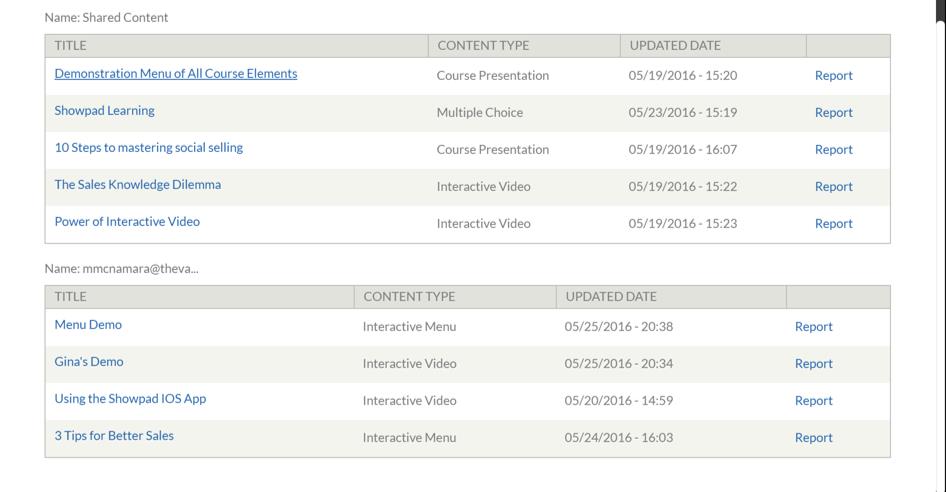 Name: Shared Content
TITLE CONTENT TYPE UPDATED DATE
Demonstration Menu of All Course Elements Course Presentation 05/19/2016 - 15:20 Report
Showpad Learning Multiple Choice 05/23/2016 - 15:19 Report
10 Steps to mastering social selling Course Presentation 05/19/2016 - 16:07 Report
The Sales Knowledge Dilemma Interactive Video 05/19/2016 - 15:22 Report
Power of Interactive Video Interactive Video 05/19/2016 - 15:23 Report
Name: mmcnamara@theva...
TITLE CONTENT TYPE UPDATED DATE
Menu Demo Interactive Menu 05/25/2016 - 20:38 Report
Gina's Demo Interactive Video 05/25/2016 - 20:34 Report
Using the Showpad IOS App Interactive Video 05/20/2016 - 14:59 Report
3 Tips for Better Sales Interactive Menu 05/24/2016 - 16:03 Report